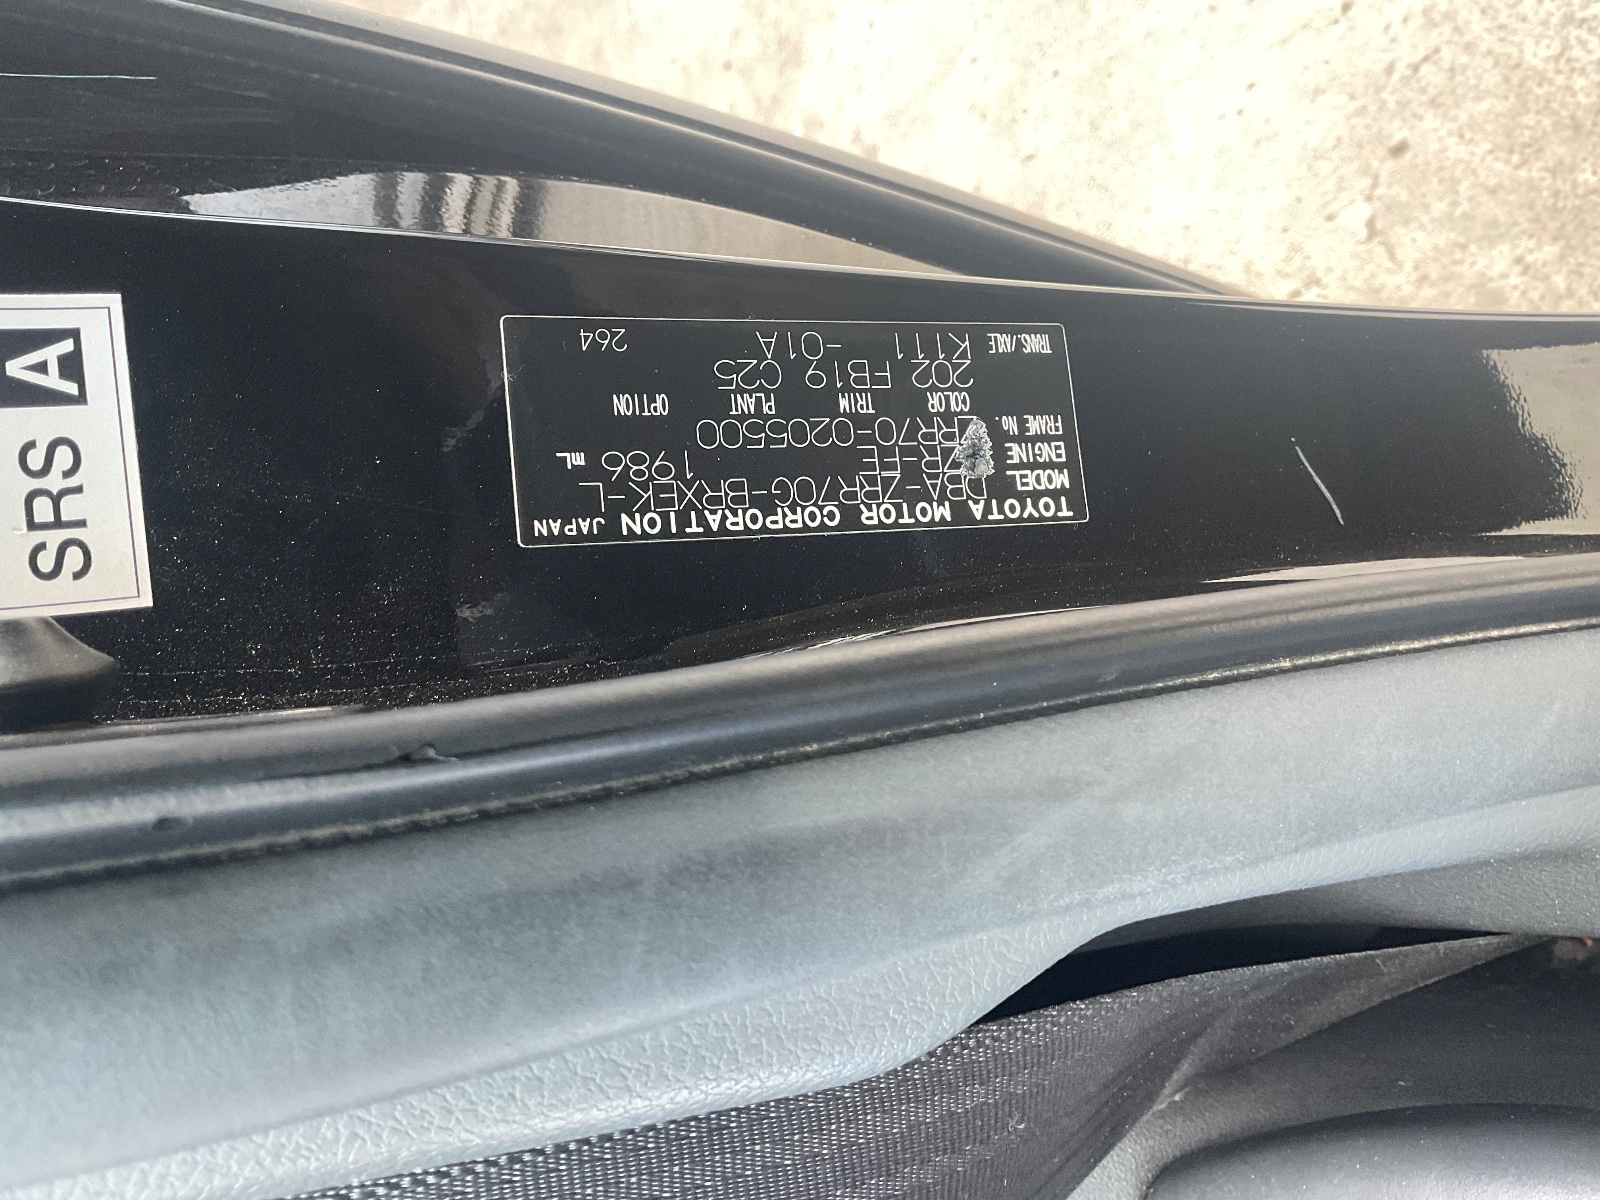 TOYOTA MOTOR CORPORATION JAPAN
MODEL DBA-ZRR70G-BRXEK-L
ENGINE ZR-FE 1986 mL
FRAME No. ZRR70-0205500
COLOR TRIM PLANT OPTION
202 FB19 C25
TRANS./AXLE K111 -01A 264
SRS A